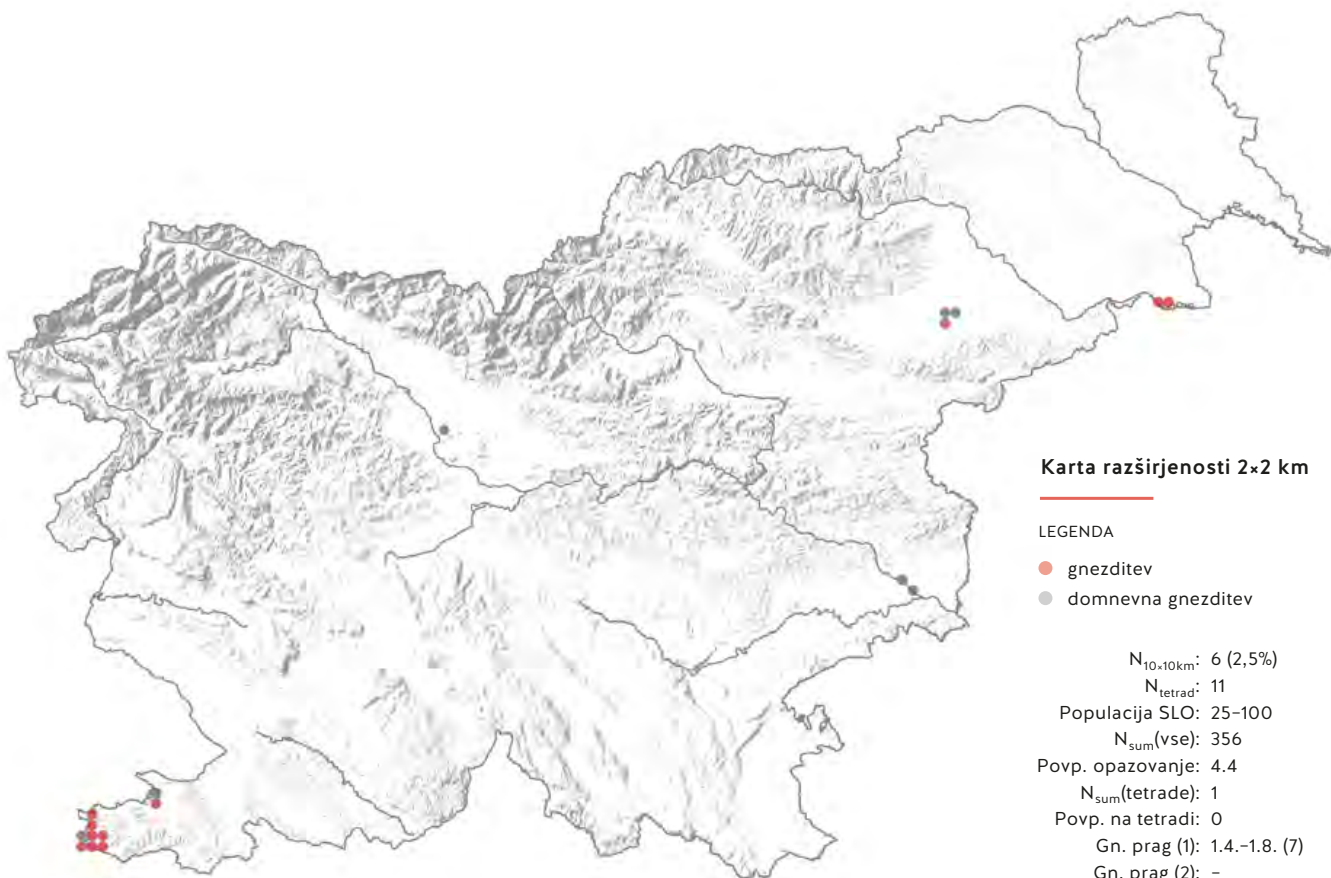 Karta razširjenosti 2×2 km
LEGENDA
gnezditev
domnevna gnezditev
N10×10km: 6 (2,5%)
Ntetrad: 11
Populacija SLO: 25–100
Nsum(vse): 356
Povp. opazovanje: 4.4
Nsum(tetrade): 1
Povp. na tetradi: 0
Gn. prag (1): 1.4.–1.8. (7)
Gn. prag (2): –